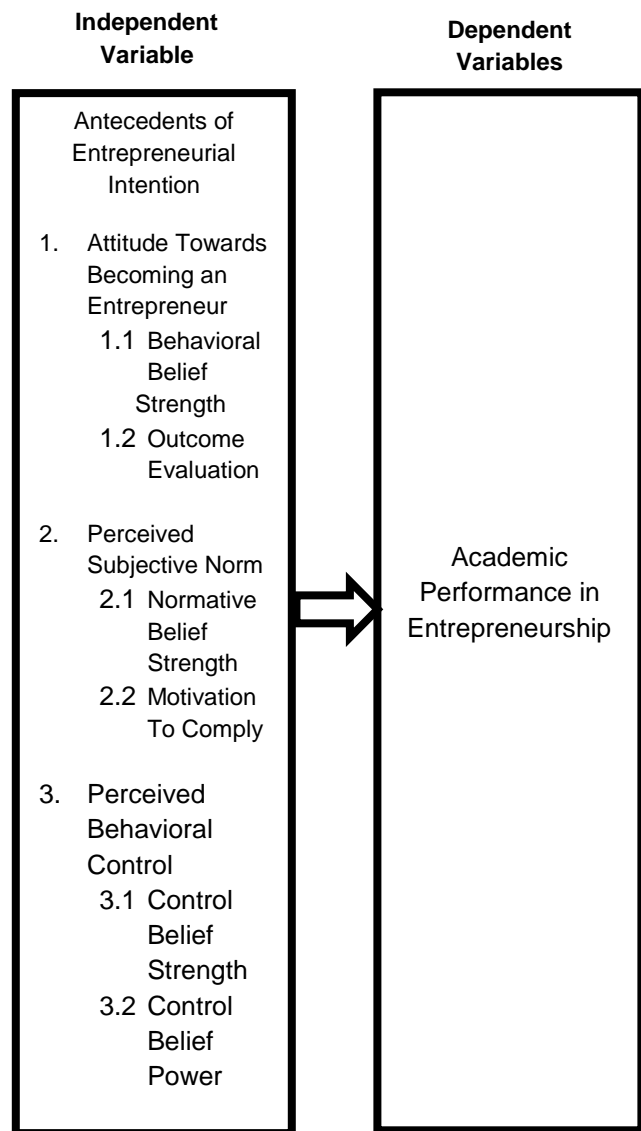 Independent
Variable
Dependent
Variables
Antecedents of
Entrepreneurial
Intention
1. Attitude Towards
Becoming an
Entrepreneur
1.1 Behavioral
Belief
Strength
1.2 Outcome
Evaluation
2. Perceived
Subjective Norm
2.1 Normative
Belief
Strength
2.2 Motivation
To Comply
3. Perceived
Behavioral
Control
3.1 Control
Belief
Strength
3.2 Control
Belief
Power
Academic
Performance in
Entrepreneurship